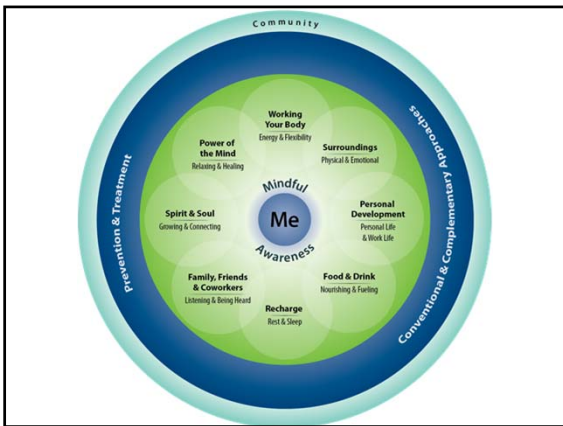 Community
Prevention & Treatment
Conventional & Complementary Approaches
Working
Your Body
Energy & Flexibility
Surroundings
Physical & Emotional
Personal
Development
Personal Life
& Work Life
Food & Drink
Nourishing & Fueling
Recharge
Rest & Sleep
Family, Friends
& Coworkers
Listening & Being Heard
Spirit & Soul
Growing & Connecting
Power of
the Mind
Relaxing & Healing
Mindful
Me
Awareness